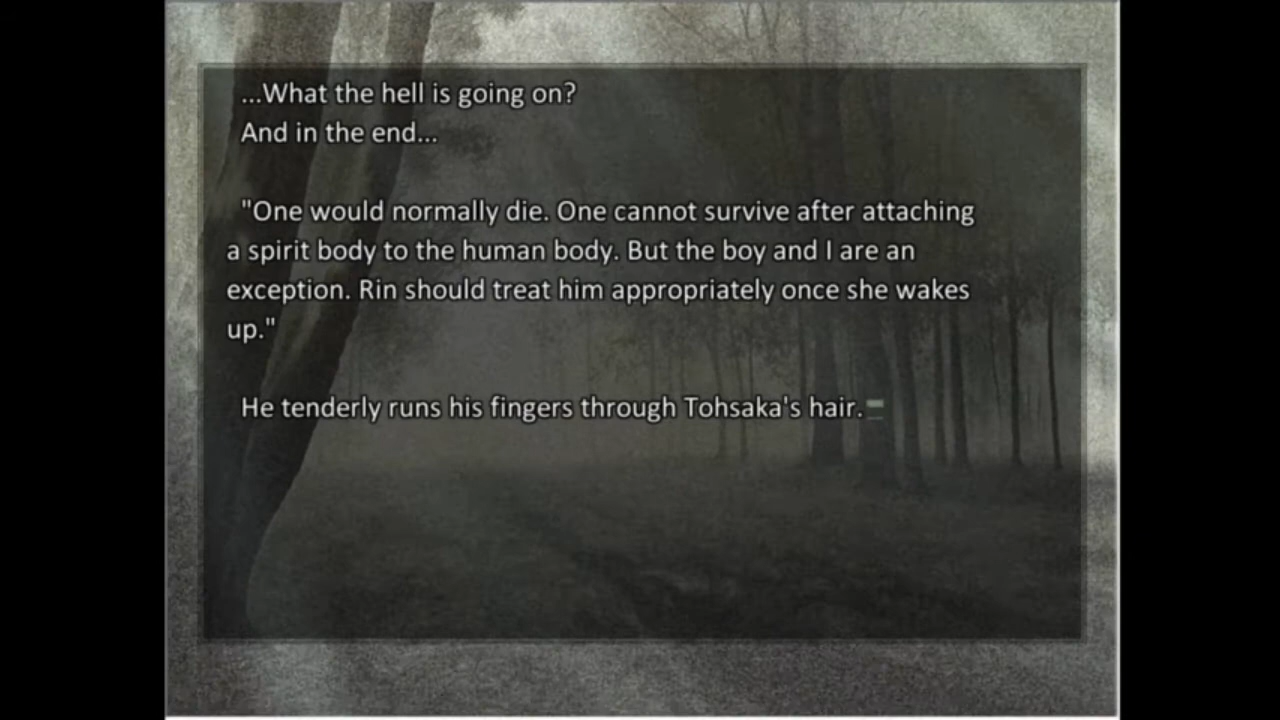 ...What the hell is going on?
And in the end...
"One would normally die. One cannot survive after attaching
a spirit body to the human body. But the boy and I are an
exception. Rin should treat him appropriately once she wakes
up."
He tenderly runs his fingers through Tohsaka's hair.